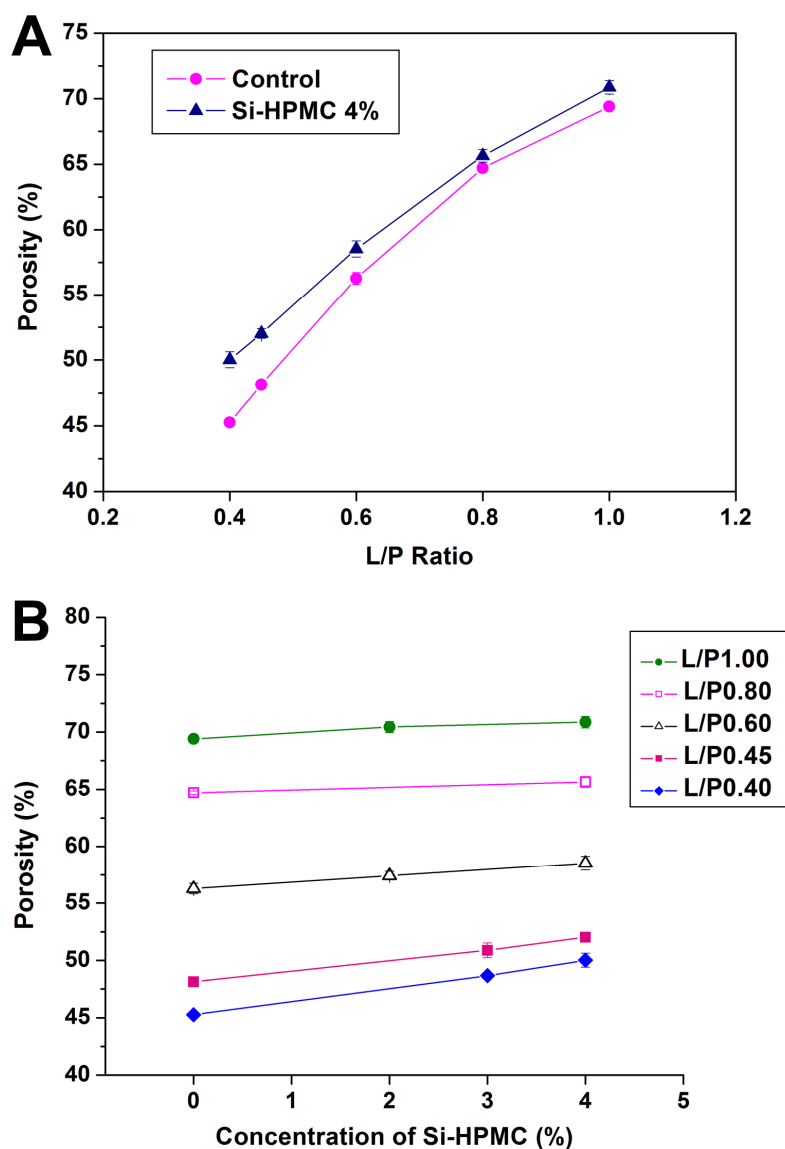 A
75
70
65
60
55
50
45
40
Porosity (%)
Control
Si-HPMC 4%
0.2 0.4 0.6 0.8 1.0 1.2
L/P Ratio
B
80
75
70
65
60
55
50
45
40
Porosity (%)
L/P1.00
L/P0.80
L/P0.60
L/P0.45
L/P0.40
0 1 2 3 4 5
Concentration of Si-HPMC (%)